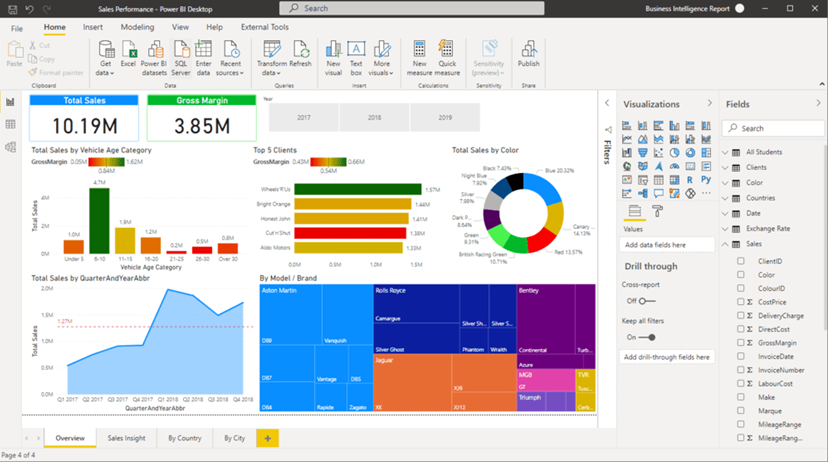 Sales Performance - Power BI Desktop
Search
Business Intelligence Report
File
Home
Insert
Modeling
View
Help
External Tools
Paste
Cut
Copy
Format painter
Clipboard
Get data
Excel
Power BI datasets
SQL Server
Enter data
Recent sources
Data
Transform data
Refresh
Queries
New visual
Text box
More visuals
Insert
New measure
Quick measure
Calculations
Sensitivity (preview)
Sensitivity
Publish
Share
Total Sales
10.19M
Gross Margin
3.85M
Year
2017
2018
2019
Total Sales by Vehicle Age Category
GrossMargin 0.05M 1.62M
0.84M
Total Sales
4M
2M
0M
1.0M
4.7M
1.9M
1.2M
0.2M
0.5M
0.8M
Under 5
6-10
11-15
16-20
21-25
26-30
Over 30
Vehicle Age Category
Top 5 Clients
GrossMargin 0.43M 0.66M
0.54M
Wheels'R'Us
1.57M
Bright Orange
1.44M
Honest John
1.41M
Cut'n'Shut
1.38M
Aldo Motors
1.33M
Total Sales by Color
Black 7.43%
Night Blue
7.92%
Silver
7.98%
Dark P...
8.64%
Green
9.31%
British Racing Green
10.71%
Blue 20.32%
Canary ...
14.13%
Red 13.57%
Total Sales by QuarterAndYearAbbr
Total Sales
2.0M
1.5M
1.27M
1.0M
0.5M
0.0M
Q1 2017
Q2 2017
Q3 2017
Q4 2017
Q1 2018
Q2 2018
Q3 2018
Q4 2018
QuarterAndYearAbbr
By Model / Brand
Aston Martin
DB9
Vanquish
DB7
Vantage
DB5
DB4
Rapide
Zagato
Rolls Royce
Camargue
Silver Sh...
Silver S...
Silver Ghost
Phantom
Wraith
Jaguar
XK
XJ6
XJ12
Bentley
Continental
Turb...
Azure
MGB
GT
TVR
Tusc...
Triumph
Cerb...
Filters
Visualizations
Values
Add data fields here
Drill through
Cross-report
Off
Keep all filters
On
Add drill-through fields here
Fields
Search
All Students
Clients
Color
Countries
Date
Exchange Rate
Sales
ClientID
Color
ColourID
CostPrice
DeliveryCharge
DirectCost
GrossMargin
InvoiceDate
InvoiceNumber
LabourCost
Make
Marque
MileageRange
MileageRang...
Overview
Sales Insight
By Country
By City
Page 4 of 4